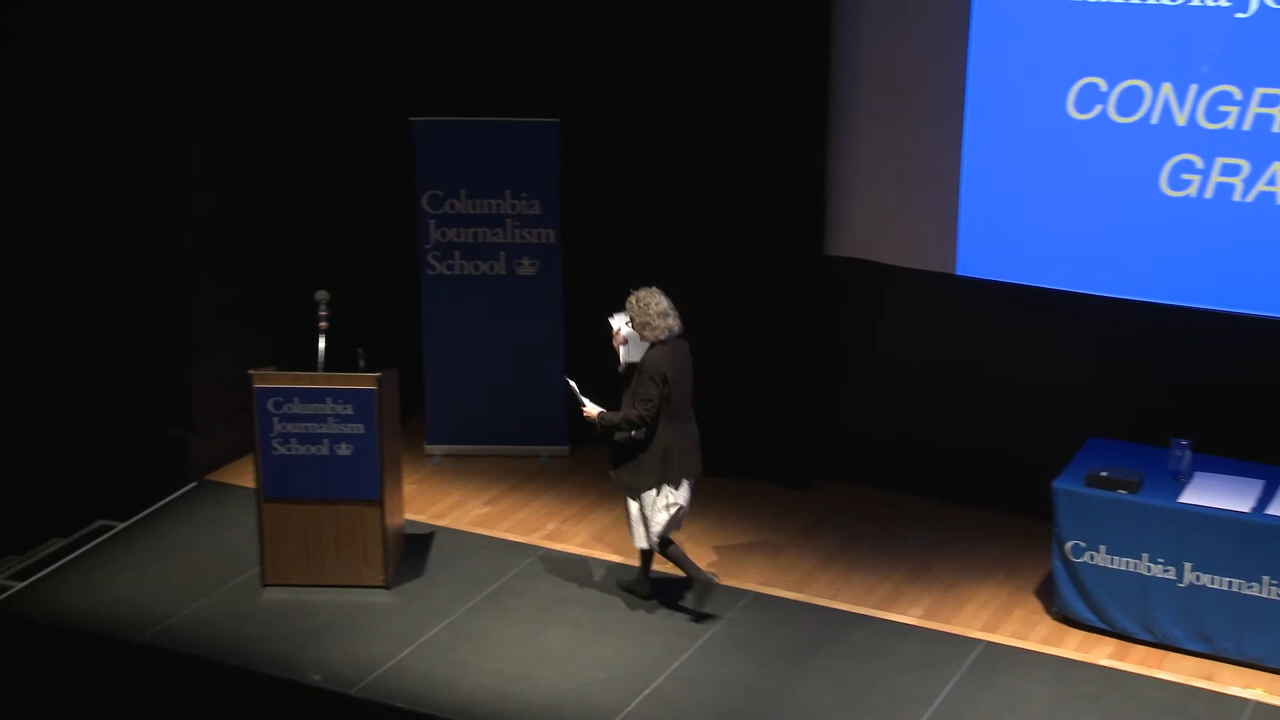 CONGR
GRA
Columbia
Journalism
School
Columbia
Journalism
School
Columbia Journalis